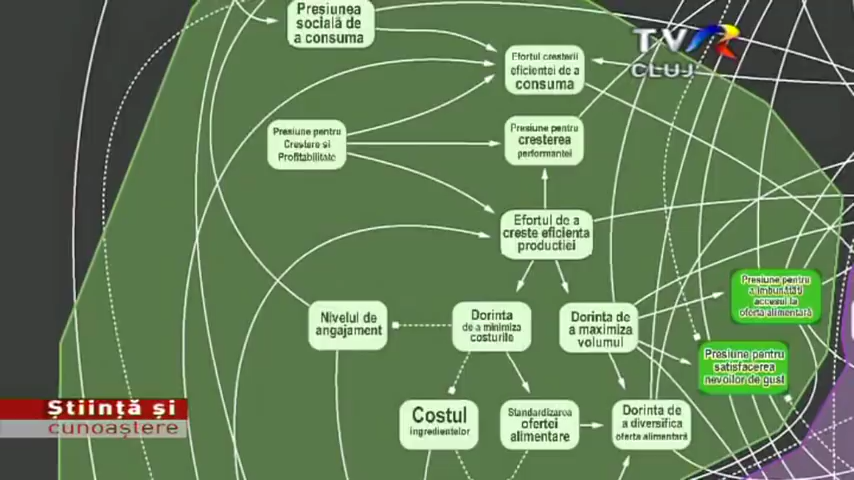 Presiunea
socială de
a consuma
TVR
CLUJ
Efortul cresterii
eficientei de a
consuma
Presiune pentru
Crestere si
Profitabilitate
Presiune pentru
cresterea
performantei
Efortul de a
creste eficienta
productiei
Presiune pentru
a îmbunătăți
accesul la
oferta alimentară
Nivelul de
angajament
Dorinta
de a minimiza
costurile
Dorinta de
a maximiza
volumul
Presiune pentru
satisfacerea
nevoilor de gust
Știință și
cunoaștere
Costul
ingredientelor
Standardizarea
ofertei
alimentare
Dorinta de
a diversifica
oferta alimentară